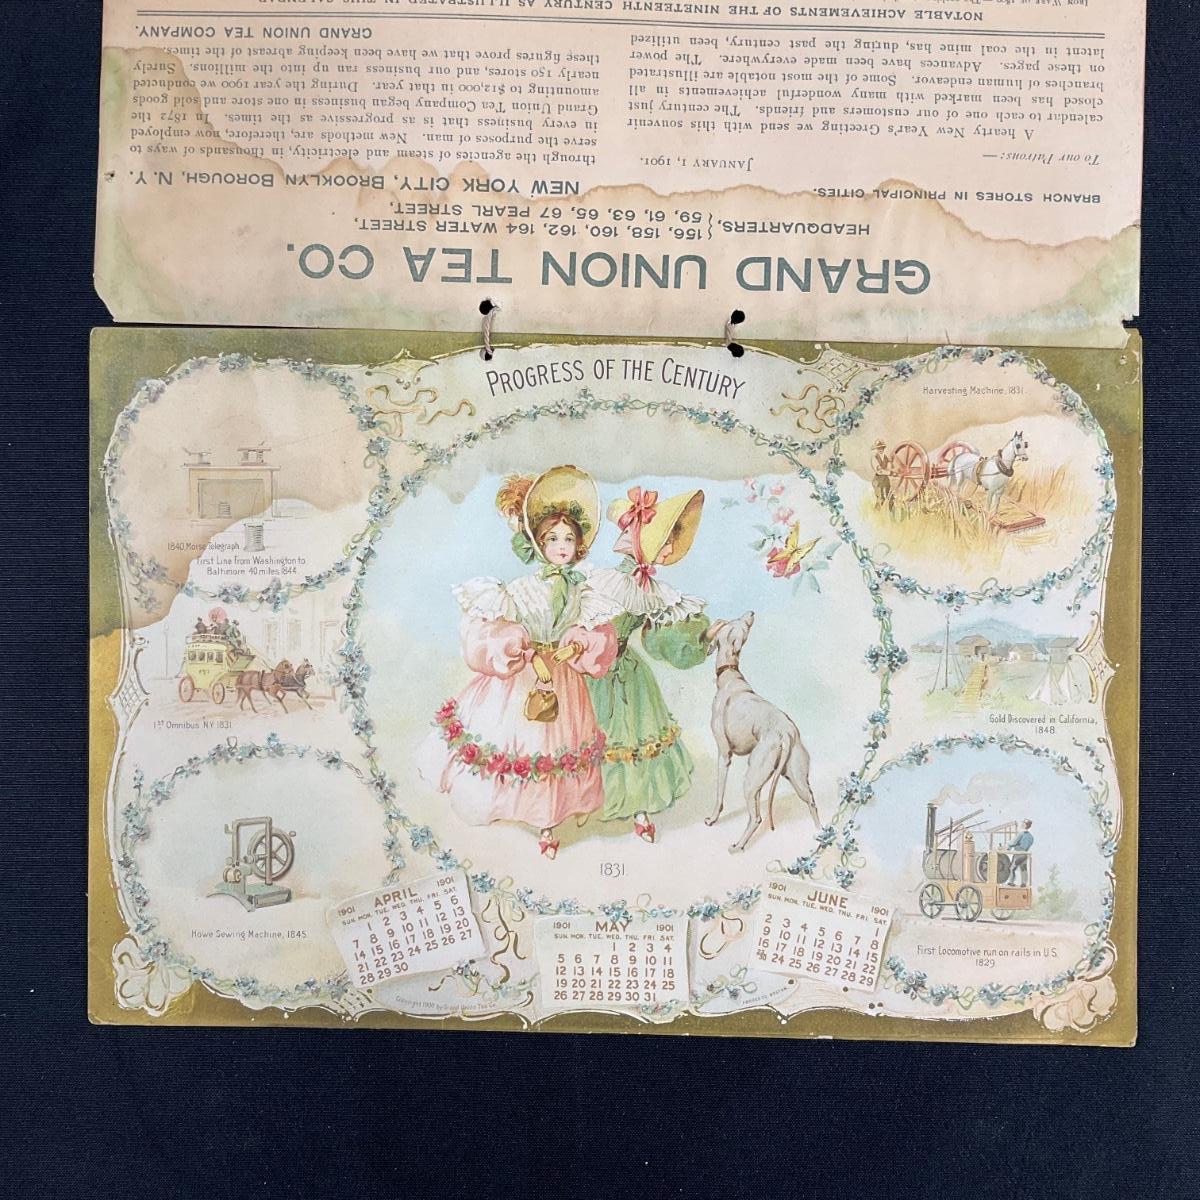 GRAND UNION TEA CO.
HEADQUARTERS, { 156, 158, 160, 162, 164 WATER STREET,
59, 61, 63, 65, 67 PEARL STREET,
BRANCH STORES IN PRINCIPAL CITIES. NEW YORK CITY, BROOKLYN BOROUGH, N. Y.
To our Patrons:— JANUARY 1, 1901.
A hearty New Year's Greeting we send with this souvenir
calendar to each one of our customers and friends. The century just
closed has been marked with many wonderful achievements in all
branches of human endeavor. Some of the most notable are illustrated
on these pages. Advances have been made everywhere. The power
latent in the coal mine has, during the past century, been utilized
through the agencies of steam and electricity, in thousands of ways to
serve the purposes of man. New methods are, therefore, now employed
in every business that is as progressive as the times. In 1872 the
Grand Union Tea Company began business in one store and sold goods
amounting to $12,000 in that year. During the year 1900 we conducted
nearly 150 stores, and our business ran up into the millions. Surely
these figures prove that we have been keeping abreast of the times.
GRAND UNION TEA COMPANY.
NOTABLE ACHIEVEMENTS OF THE NINETEENTH CENTURY AS ILLUSTRATED IN THIS CALENDAR
PROGRESS OF THE CENTURY
1840 Morse Telegraph
First Line from Washington to
Baltimore 40 miles 1844.
Harvesting Machine, 1831.
1st Omnibus N.Y. 1831.
Gold Discovered in California,
1848.
Howe Sewing Machine, 1845.
1831.
First Locomotive run on rails in U.S.
1829.
1901 APRIL 1901
SUN. MON. TUE. WED. THU. FRI. SAT.
1 2 3 4 5 6
7 8 9 10 11 12 13
14 15 16 17 18 19 20
21 22 23 24 25 26 27
28 29 30
1901 MAY 1901
SUN. MON. TUE. WED. THU. FRI. SAT.
1 2 3 4
5 6 7 8 9 10 11
12 13 14 15 16 17 18
19 20 21 22 23 24 25
26 27 28 29 30 31
1901 JUNE 1901
SUN. MON. TUE. WED. THU. FRI. SAT.
1
2 3 4 5 6 7 8
9 10 11 12 13 14 15
16 17 18 19 20 21 22
23/30 24 25 26 27 28 29
Copyright 1900 by Grand Union Tea Co.